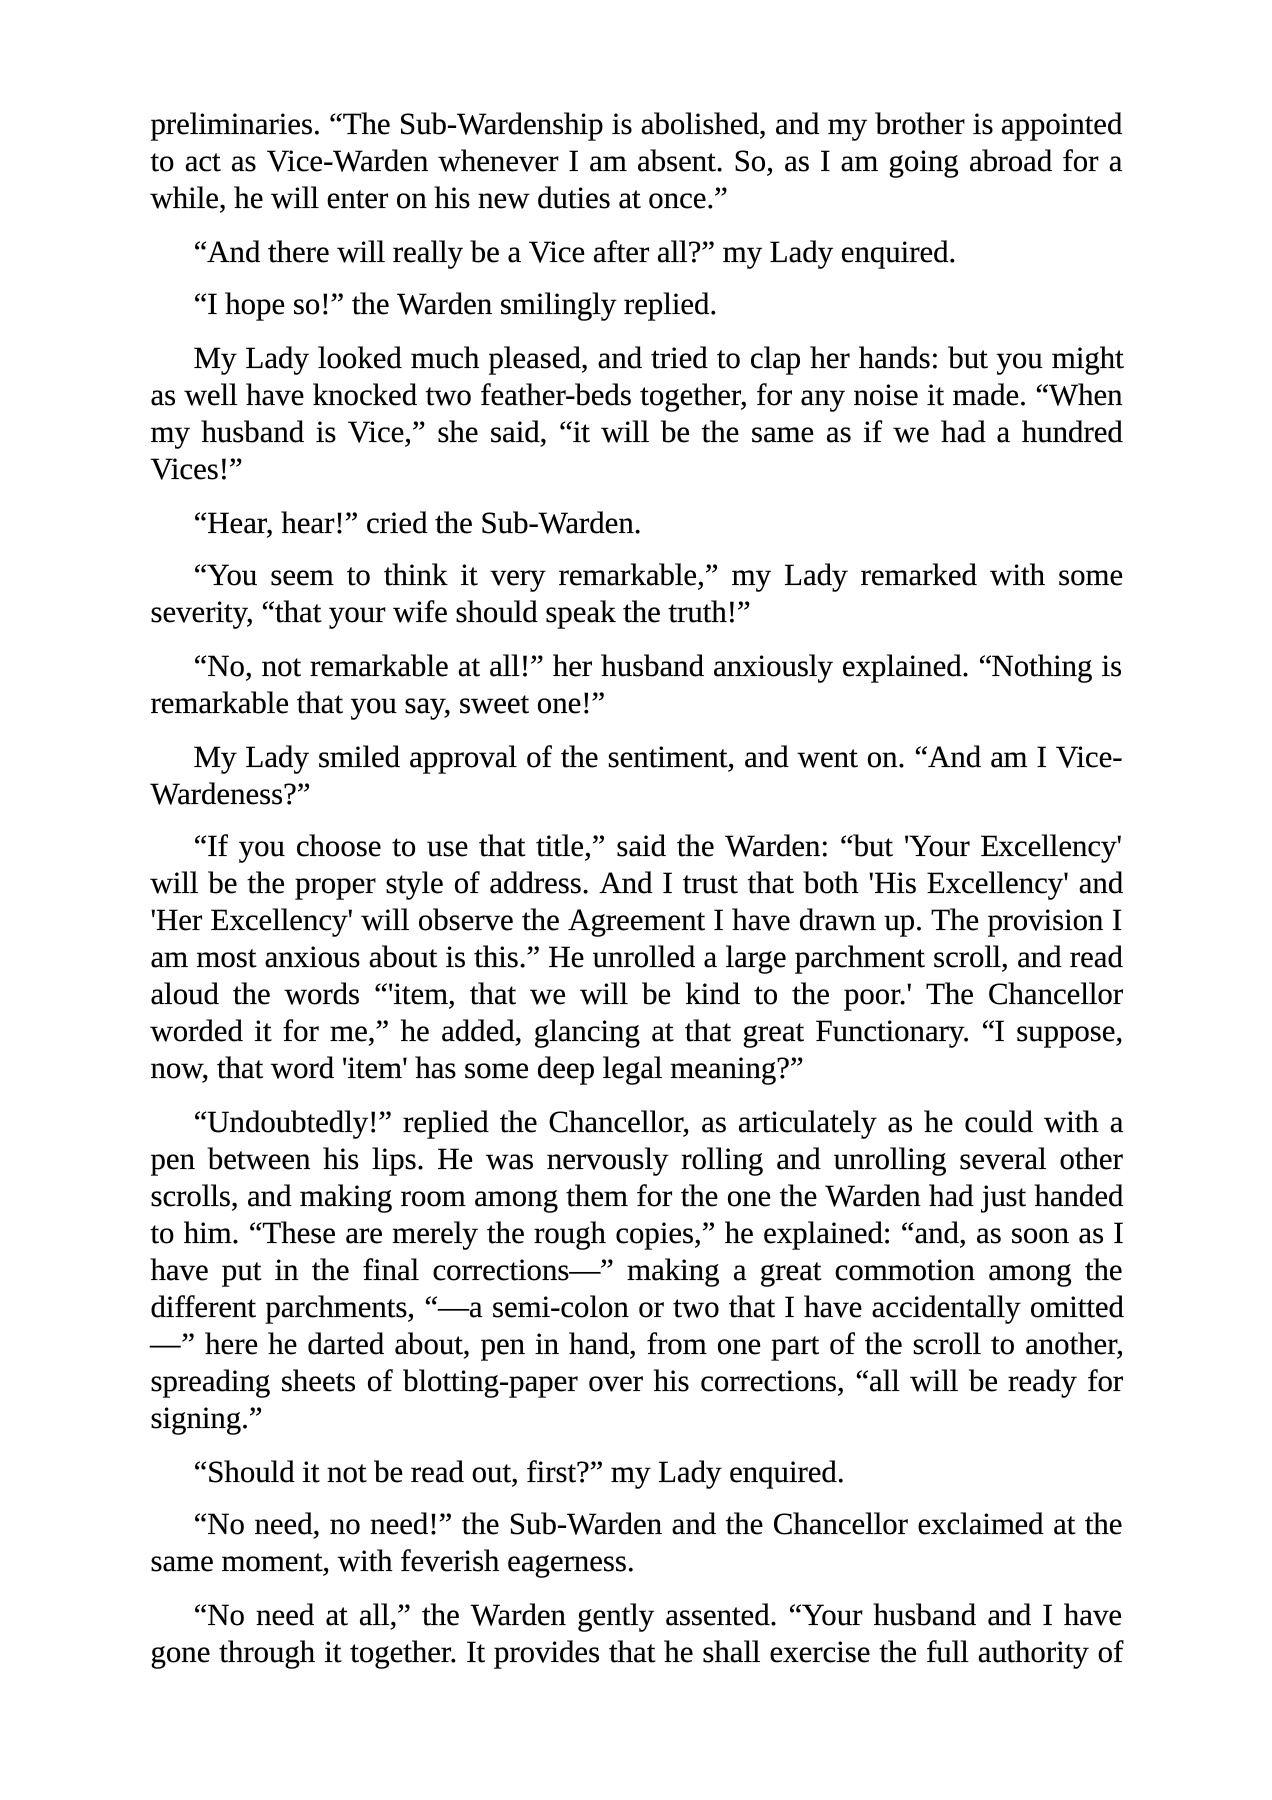 preliminaries. “The Sub-Wardenship is abolished, and my brother is appointed
to act as Vice-Warden whenever I am absent. So, as I am going abroad for a
while, he will enter on his new duties at once.”
“And there will really be a Vice after all?” my Lady enquired.
“I hope so!” the Warden smilingly replied.
My Lady looked much pleased, and tried to clap her hands: but you might
as well have knocked two feather-beds together, for any noise it made. “When
my husband is Vice,” she said, “it will be the same as if we had a hundred
Vices!”
“Hear, hear!” cried the Sub-Warden.
“You seem to think it very remarkable,” my Lady remarked with some
severity, “that your wife should speak the truth!”
“No, not remarkable at all!” her husband anxiously explained. “Nothing is
remarkable that you say, sweet one!”
My Lady smiled approval of the sentiment, and went on. “And am I Vice-
Wardeness?”
“If you choose to use that title,” said the Warden: “but 'Your Excellency'
will be the proper style of address. And I trust that both 'His Excellency' and
'Her Excellency' will observe the Agreement I have drawn up. The provision I
am most anxious about is this.” He unrolled a large parchment scroll, and read
aloud the words “'item, that we will be kind to the poor.' The Chancellor
worded it for me,” he added, glancing at that great Functionary. “I suppose,
now, that word 'item' has some deep legal meaning?”
“Undoubtedly!” replied the Chancellor, as articulately as he could with a
pen between his lips. He was nervously rolling and unrolling several other
scrolls, and making room among them for the one the Warden had just handed
to him. “These are merely the rough copies,” he explained: “and, as soon as I
have put in the final corrections—” making a great commotion among the
different parchments, “—a semi-colon or two that I have accidentally omitted
—” here he darted about, pen in hand, from one part of the scroll to another,
spreading sheets of blotting-paper over his corrections, “all will be ready for
signing.”
“Should it not be read out, first?” my Lady enquired.
“No need, no need!” the Sub-Warden and the Chancellor exclaimed at the
same moment, with feverish eagerness.
“No need at all,” the Warden gently assented. “Your husband and I have
gone through it together. It provides that he shall exercise the full authority of